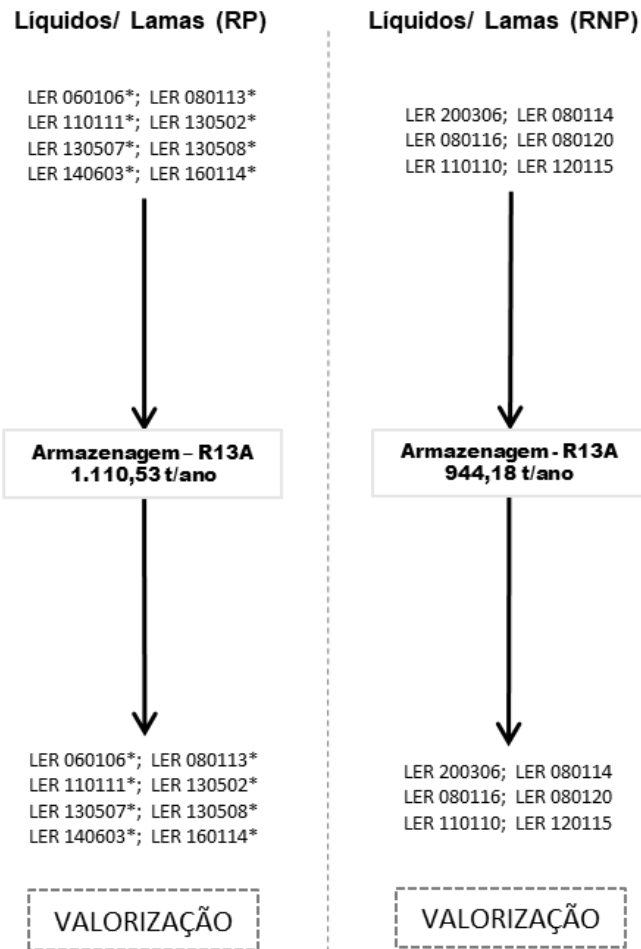 Líquidos/ Lamas (RP)
LER 060106*; LER 080113*
LER 110111*; LER 130502*
LER 130507*; LER 130508*
LER 140603*; LER 160114*
Armazenagem – R13A
1.110,53 t/ano
LER 060106*; LER 080113*
LER 110111*; LER 130502*
LER 130507*; LER 130508*
LER 140603*; LER 160114*
VALORIZAÇÃO
Líquidos/ Lamas (RNP)
LER 200306; LER 080114
LER 080116; LER 080120
LER 110110; LER 120115
Armazenagem - R13A
944,18 t/ano
LER 200306; LER 080114
LER 080116; LER 080120
LER 110110; LER 120115
VALORIZAÇÃO